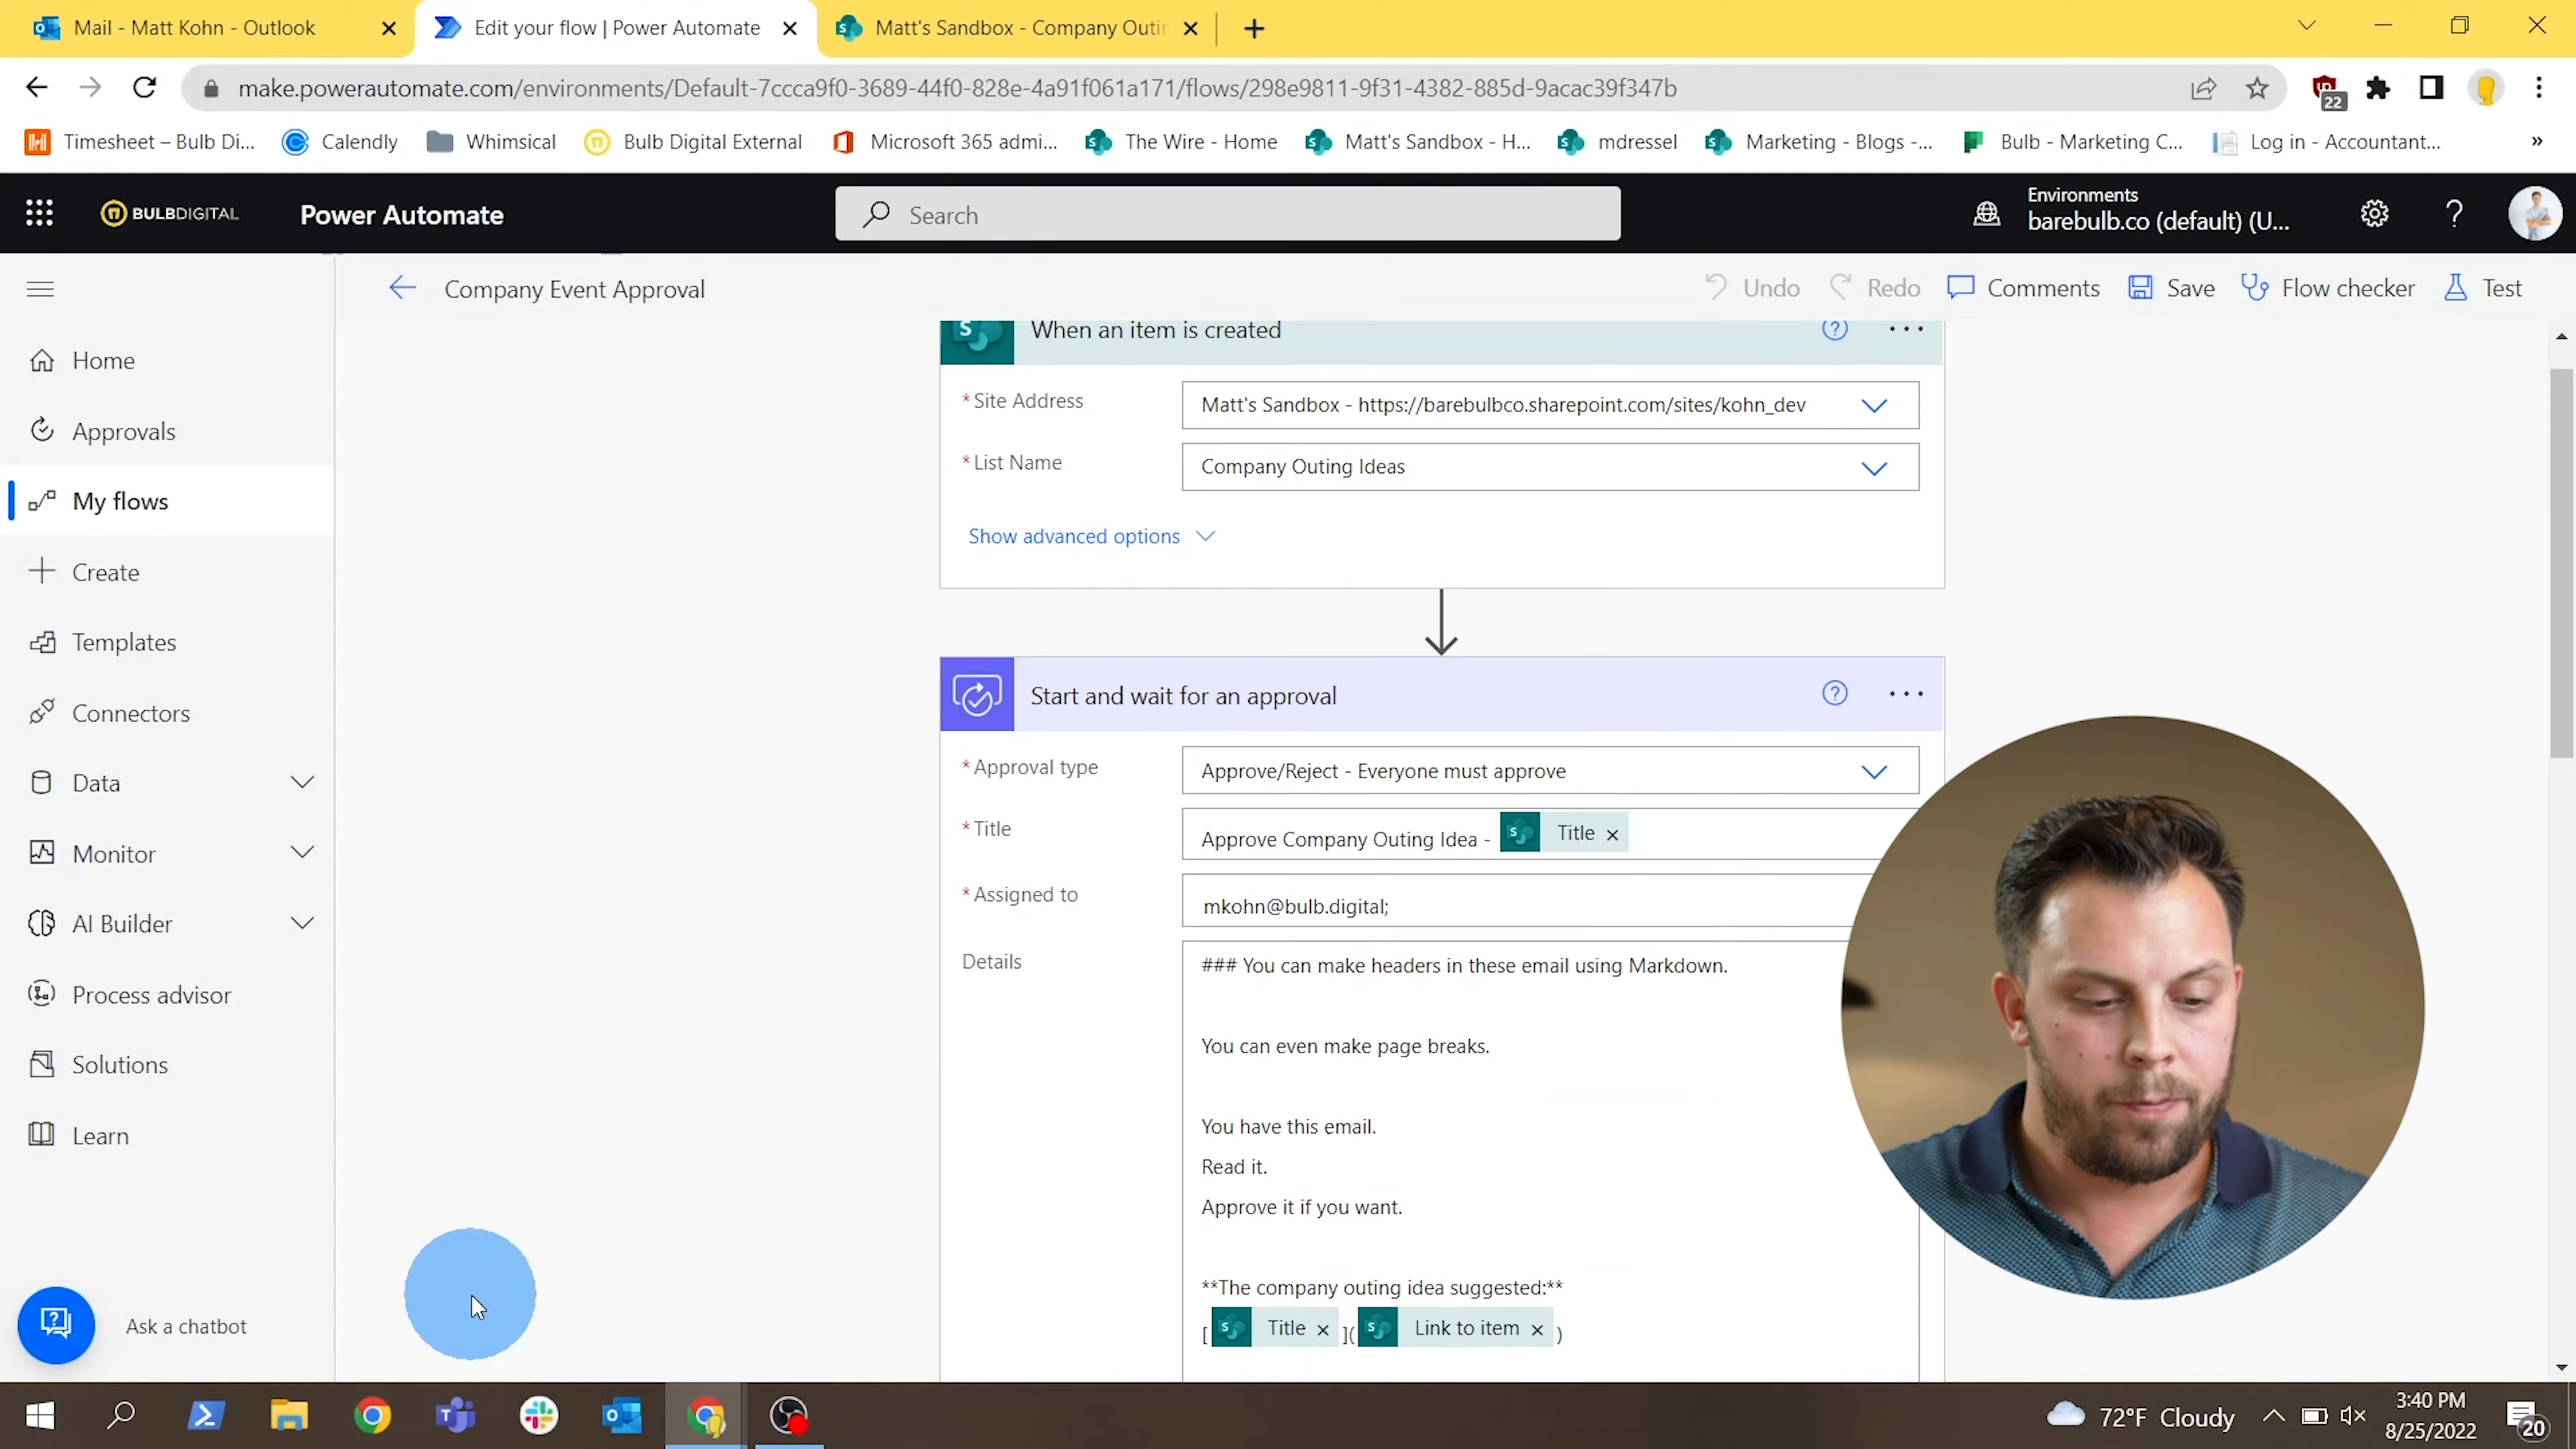 Mail - Matt Kohn - Outlook
Edit your flow | Power Automate
Matt's Sandbox - Company Outin
make.powerautomate.com/environments/Default-7ccca9f0-3689-44f0-828e-4a91f061a171/flows/298e9811-9f31-4382-885d-9acac39f347b
22
Timesheet – Bulb Di...
Calendly
Whimsical
Bulb Digital External
Microsoft 365 admi...
The Wire - Home
Matt's Sandbox - H...
mdressel
Marketing - Blogs -...
Bulb - Marketing C...
Log in - Accountant...
»
BULBDIGITAL
Power Automate
Search
Environments
barebulb.co (default) (U...
?
Company Event Approval
Undo
Redo
Comments
Save
Flow checker
Test
Home
Approvals
My flows
Create
Templates
Connectors
Data
Monitor
AI Builder
Process advisor
Solutions
Learn
Ask a chatbot
When an item is created
* Site Address
Matt's Sandbox - https://barebulbco.sharepoint.com/sites/kohn_dev
* List Name
Company Outing Ideas
Show advanced options
Start and wait for an approval
* Approval type
Approve/Reject - Everyone must approve
* Title
Approve Company Outing Idea - Title ×
* Assigned to
mkohn@bulb.digital;
Details
### You can make headers in these email using Markdown.
You can even make page breaks.
You have this email.
Read it.
Approve it if you want.
**The company outing idea suggested:**
[ Title × ]( Link to item × )
72°F Cloudy
3:40 PM
8/25/2022
20